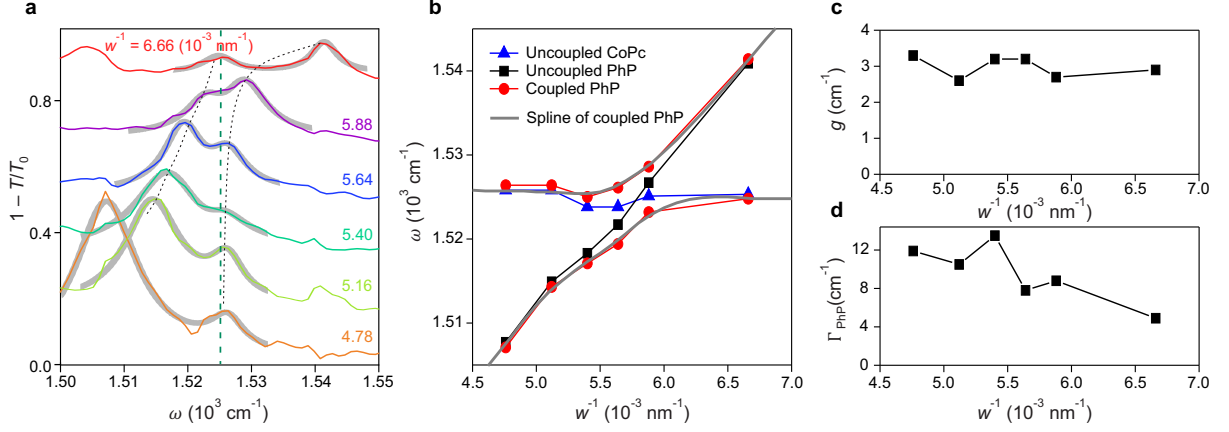 a
w⁻¹ = 6.66 (10⁻³ nm⁻¹)
5.88
5.64
5.40
5.16
4.78
0.8
0.4
0.0
1 − T/T₀
1.50 1.51 1.52 1.53 1.54 1.55
ω (10³ cm⁻¹)
b
Uncoupled CoPc
Uncoupled PhP
Coupled PhP
Spline of coupled PhP
1.54
1.53
1.52
1.51
ω (10³ cm⁻¹)
4.5 5.0 5.5 6.0 6.5 7.0
w⁻¹ (10⁻³ nm⁻¹)
c
4
3
2
1
0
g (cm⁻¹)
4.5 5.0 5.5 6.0 6.5 7.0
w⁻¹ (10⁻³ nm⁻¹)
d
12
8
4
0
Γ_PhP (cm⁻¹)
4.5 5.0 5.5 6.0 6.5 7.0
w⁻¹ (10⁻³ nm⁻¹)